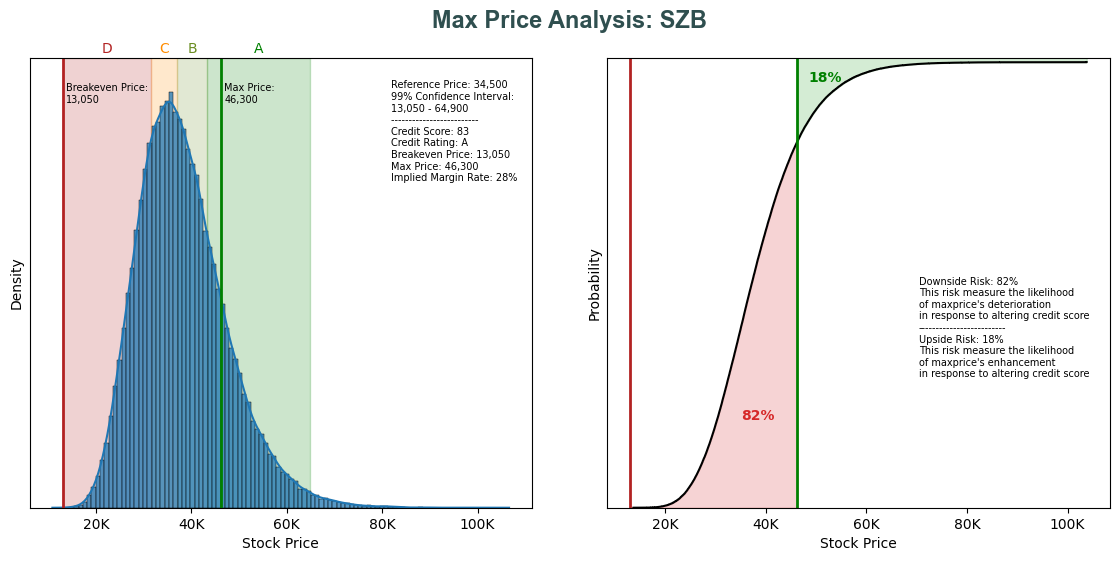 Max Price Analysis: SZB
D C B A
Breakeven Price:
13,050
Max Price:
46,300
Reference Price: 34,500
99% Confidence Interval:
13,050 - 64,900
-------------------------
Credit Score: 83
Credit Rating: A
Breakeven Price: 13,050
Max Price: 46,300
Implied Margin Rate: 28%
Density
20K 40K 60K 80K 100K
Stock Price
18%
82%
Downside Risk: 82%
This risk measure the likelihood
of maxprice's deterioration
in response to altering credit score
-------------------------
Upside Risk: 18%
This risk measure the likelihood
of maxprice's enhancement
in response to altering credit score
Probability
20K 40K 60K 80K 100K
Stock Price